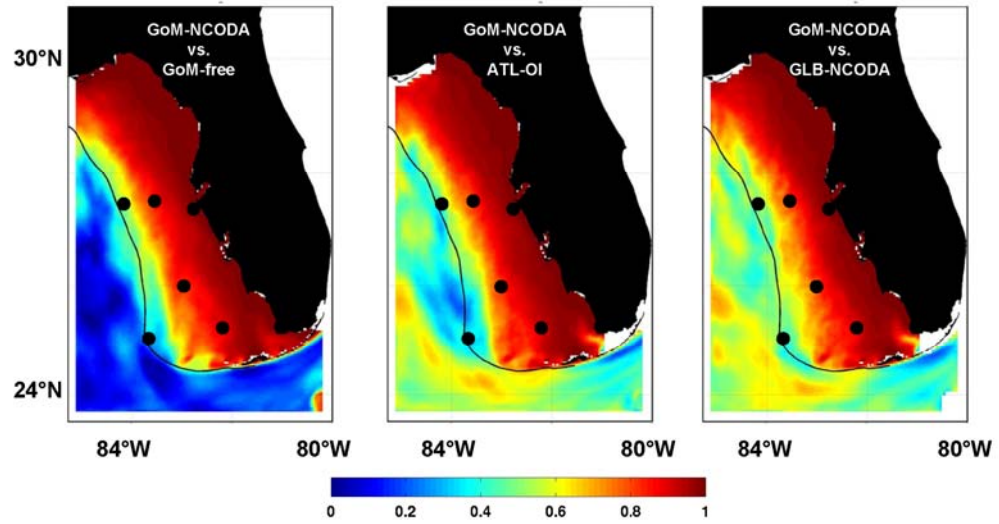 GoM-NCODA
vs.
GoM-free
GoM-NCODA
vs.
ATL-OI
GoM-NCODA
vs.
GLB-NCODA
30°N
24°N
84°W 80°W 84°W 80°W 84°W 80°W
0 0.2 0.4 0.6 0.8 1